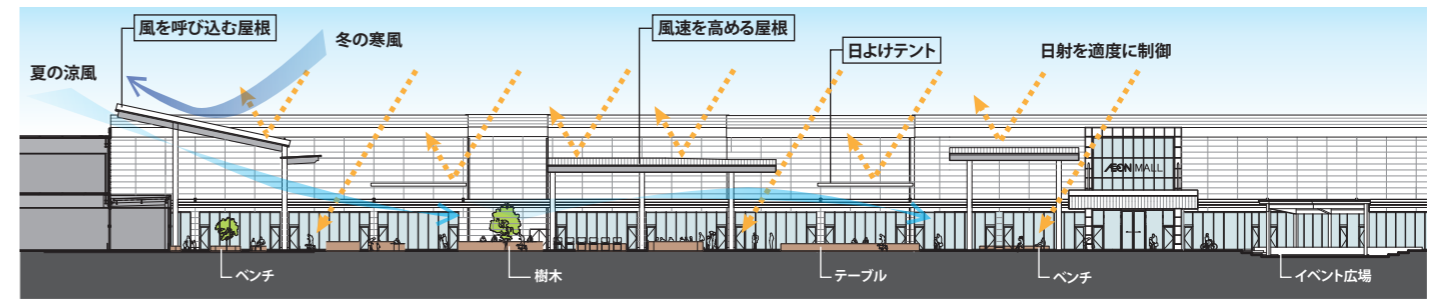 風を呼び込む屋根
冬の寒風
風速を高める屋根
日よけテント
日射を適度に制御
夏の涼風
AEON MALL
ベンチ
樹木
テーブル
ベンチ
イベント広場